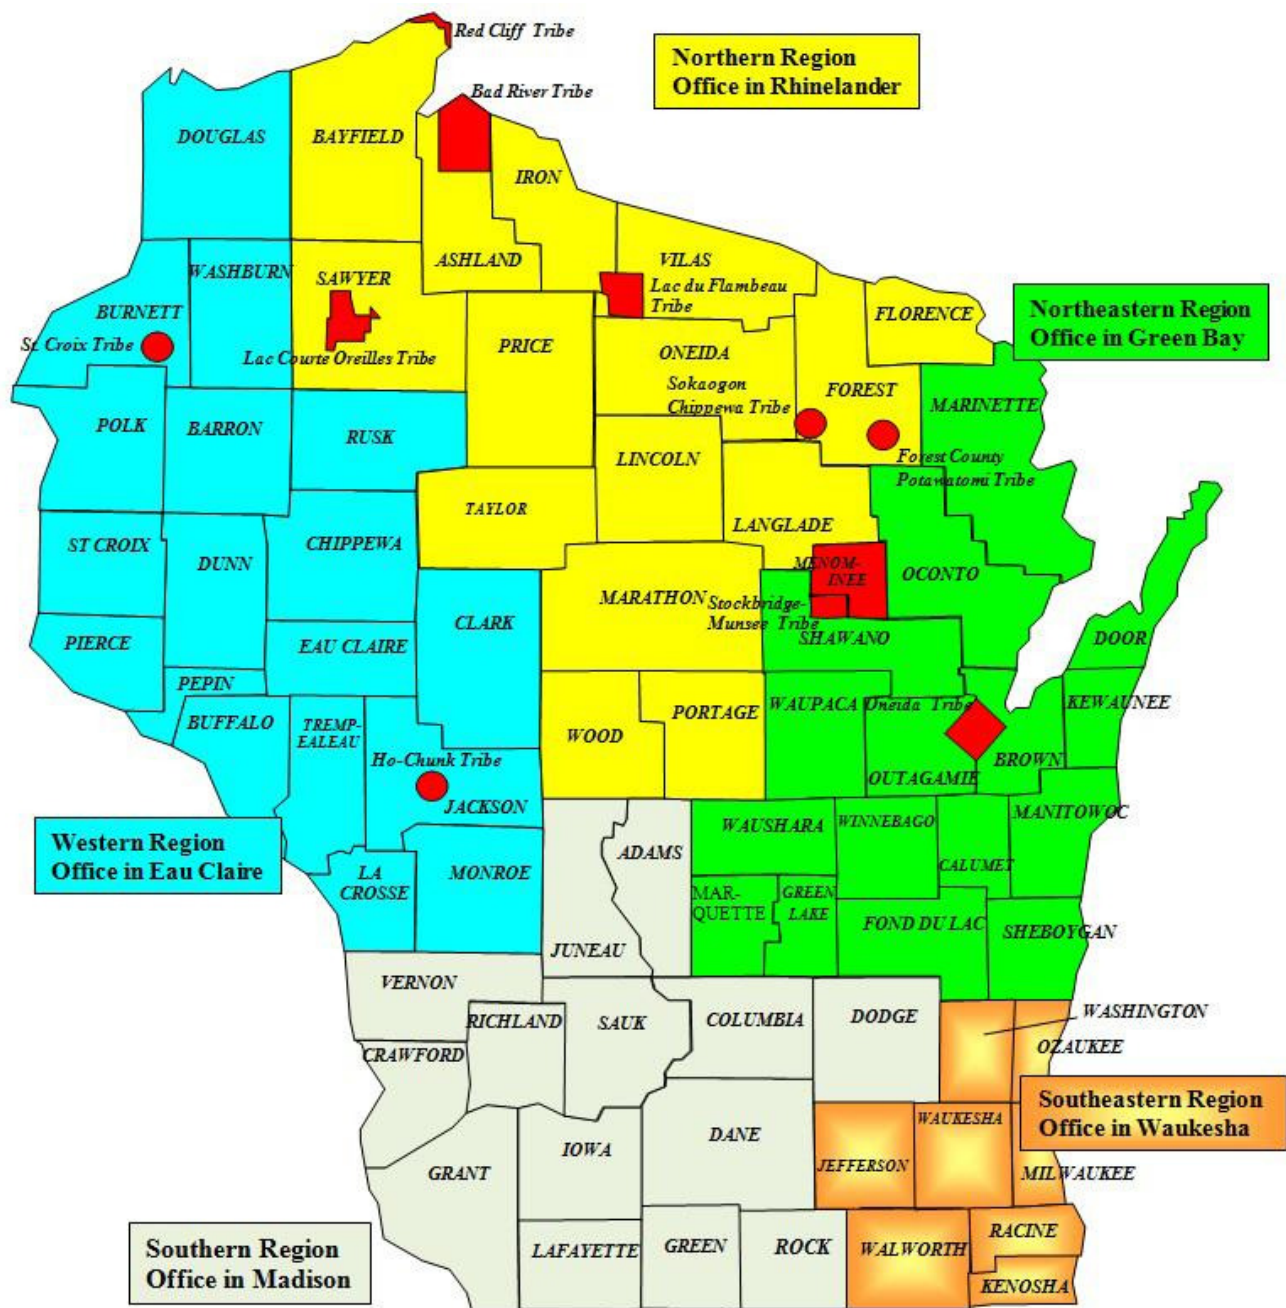 Red Cliff Tribe
Northern Region
Office in Rhinelander
Bad River Tribe
DOUGLAS
BAYFIELD
IRON
ASHLAND
VILAS
WASHBURN
SAWYER
Lac du Flambeau
Tribe
BURNETT
FLORENCE
Northeastern Region
Office in Green Bay
St. Croix Tribe
Lac Courte Oreilles Tribe
PRICE
ONEIDA
Sokaogon
Chippewa Tribe
FOREST
MARINETTE
POLK
BARRON
RUSK
LINCOLN
Forest County
Potawatomi Tribe
TAYLOR
LANGLADE
ST CROIX
DUNN
CHIPPEWA
MENOM-
INEE
OCONTO
MARATHON
Stockbridge-
Munsee Tribe
CLARK
SHAWANO
DOOR
PIERCE
EAU CLAIRE
PEPIN
BUFFALO
TREMP-
EALEAU
WAUPACA
Oneida Tribe
KEWAUNEE
PORTAGE
WOOD
Ho-Chunk Tribe
BROWN
OUTAGAMIE
JACKSON
MANITOWOC
Western Region
Office in Eau Claire
WAUSHARA
WINNEBAGO
ADAMS
CALUMET
LA
CROSSE
MONROE
MAR-
QUETTE
GREEN
LAKE
FOND DU LAC
SHEBOYGAN
JUNEAU
VERNON
RICHLAND
SAUK
COLUMBIA
DODGE
WASHINGTON
OZAUKEE
CRAWFORD
Southeastern Region
Office in Waukesha
WAUKESHA
DANE
IOWA
JEFFERSON
GRANT
MILWAUKEE
RACINE
Southern Region
Office in Madison
LAFAYETTE
GREEN
ROCK
WALWORTH
KENOSHA